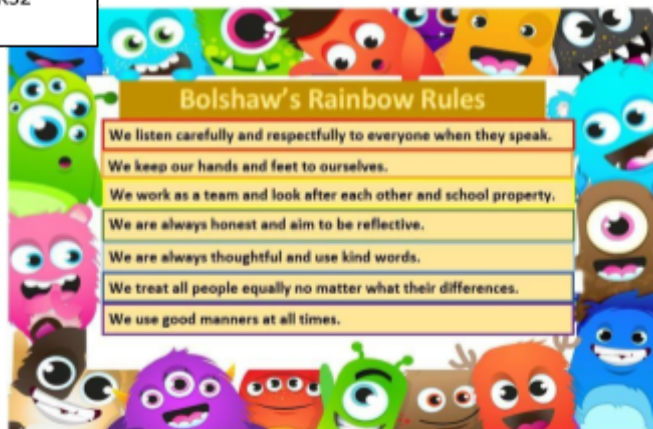 KS2
Bolshaw's Rainbow Rules
We listen carefully and respectfully to everyone when they speak.
We keep our hands and feet to ourselves.
We work as a team and look after each other and school property.
We are always honest and aim to be reflective.
We are always thoughtful and use kind words.
We treat all people equally no matter what their differences.
We use good manners at all times.